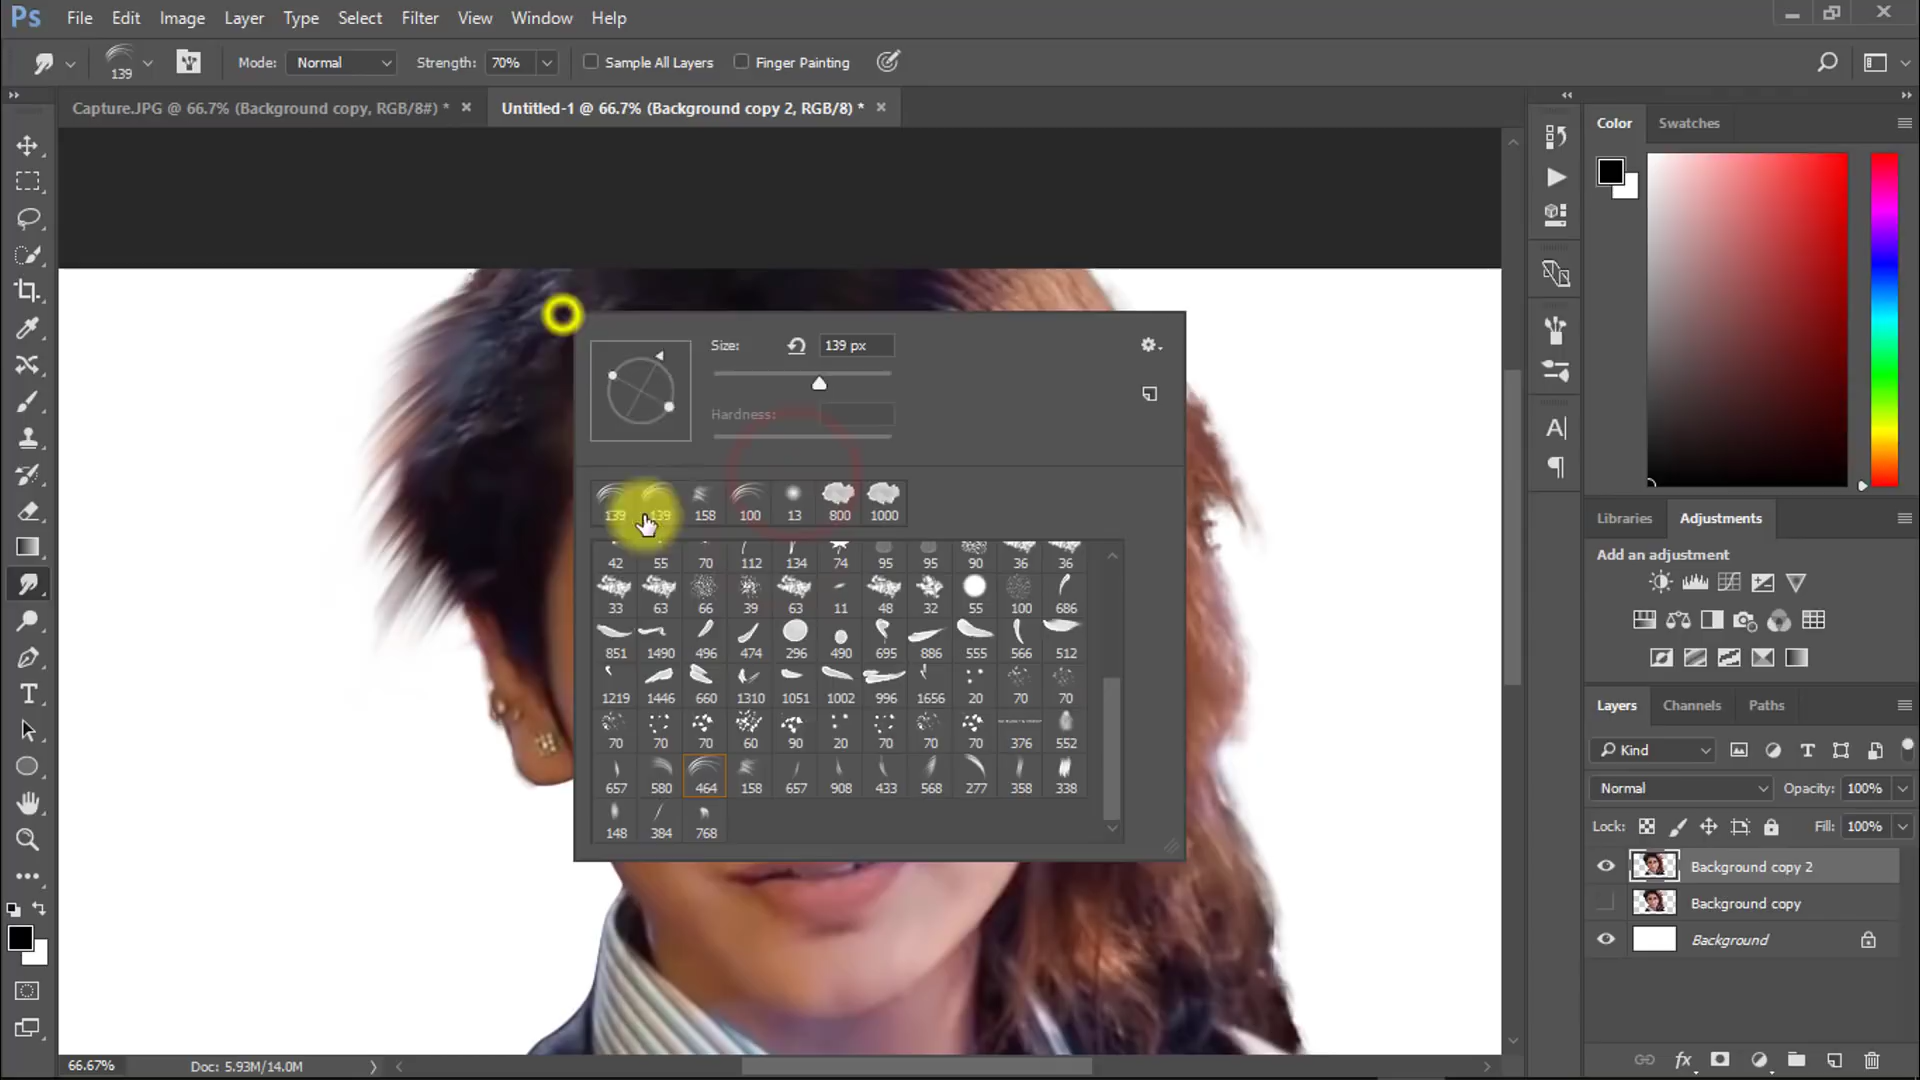 Ps File Edit Image Layer Type Select Filter View Window Help
139 Mode: Normal Strength: 70% Sample All Layers Finger Painting
Capture.JPG @ 66.7% (Background copy, RGB/8#) * Untitled-1 @ 66.7% (Background copy 2, RGB/8) *
Color Swatches
Size: 139 px
Hardness:
139 139 158 100 13 800 1000
42 55 70 112 134 74 95 95 90 36 36
33 63 66 39 63 11 48 32 55 100 686
851 1490 496 474 296 490 695 886 555 566 512
1219 1446 660 1310 1051 1002 996 1656 20 70 70
70 70 70 60 90 20 70 70 70 376 552
657 580 464 158 657 908 433 568 277 358 338
148 384 768
Libraries Adjustments
Add an adjustment
Layers Channels Paths
Kind
Normal Opacity: 100%
Lock: Fill: 100%
Background copy 2
Background copy
Background
66.67% Doc: 5.93M/14.0M